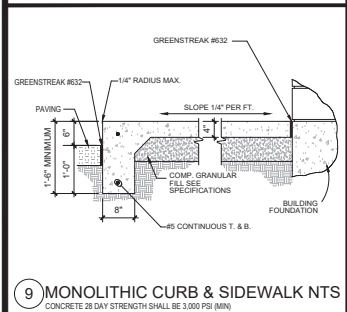 GREENSTREAK #632
GREENSTREAK #632
1/4" RADIUS MAX.
PAVING
SLOPE 1/4" PER FT.
4"
6"
1'-0"
1'-6" MINIMUM
COMP. GRANULAR
FILL SEE
SPECIFICATIONS
BUILDING
FOUNDATION
8"
#5 CONTINUOUS T. & B.
9 MONOLITHIC CURB & SIDEWALK NTS
CONCRETE 28 DAY STRENGTH SHALL BE 3,000 PSI (MIN)